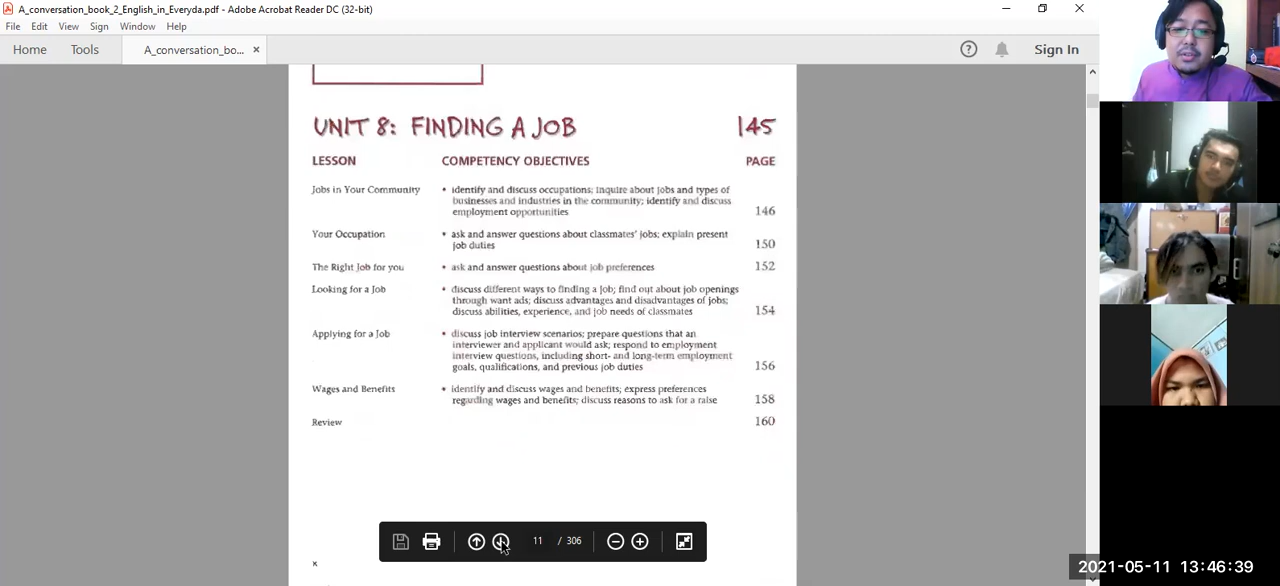 A_conversation_book_2_English_in_Everyda.pdf - Adobe Acrobat Reader DC (32-bit)
File Edit View Sign Window Help
Home Tools A_conversation_bo... × Sign In
UNIT 8: FINDING A JOB 145
LESSON COMPETENCY OBJECTIVES PAGE
Jobs in Your Community • identify and discuss occupations; inquire about jobs and types of
businesses and industries in the community; identify and discuss
employment opportunities 146
Your Occupation • ask and answer questions about classmates' jobs; explain present
job duties 150
The Right Job for you • ask and answer questions about job preferences 152
Looking for a Job • discuss different ways to finding a job; find out about job openings
through want ads; discuss advantages and disadvantages of jobs;
discuss abilities, experience, and job needs of classmates 154
Applying for a Job • discuss job interview scenarios; prepare questions that an
interviewer and applicant would ask; respond to employment
interview questions, including short- and long-term employment
goals, qualifications, and previous job duties 156
Wages and Benefits • identify and discuss wages and benefits; express preferences
regarding wages and benefits; discuss reasons to ask for a raise 158
Review 160
11 / 306
x
2021-05-11 13:46:39